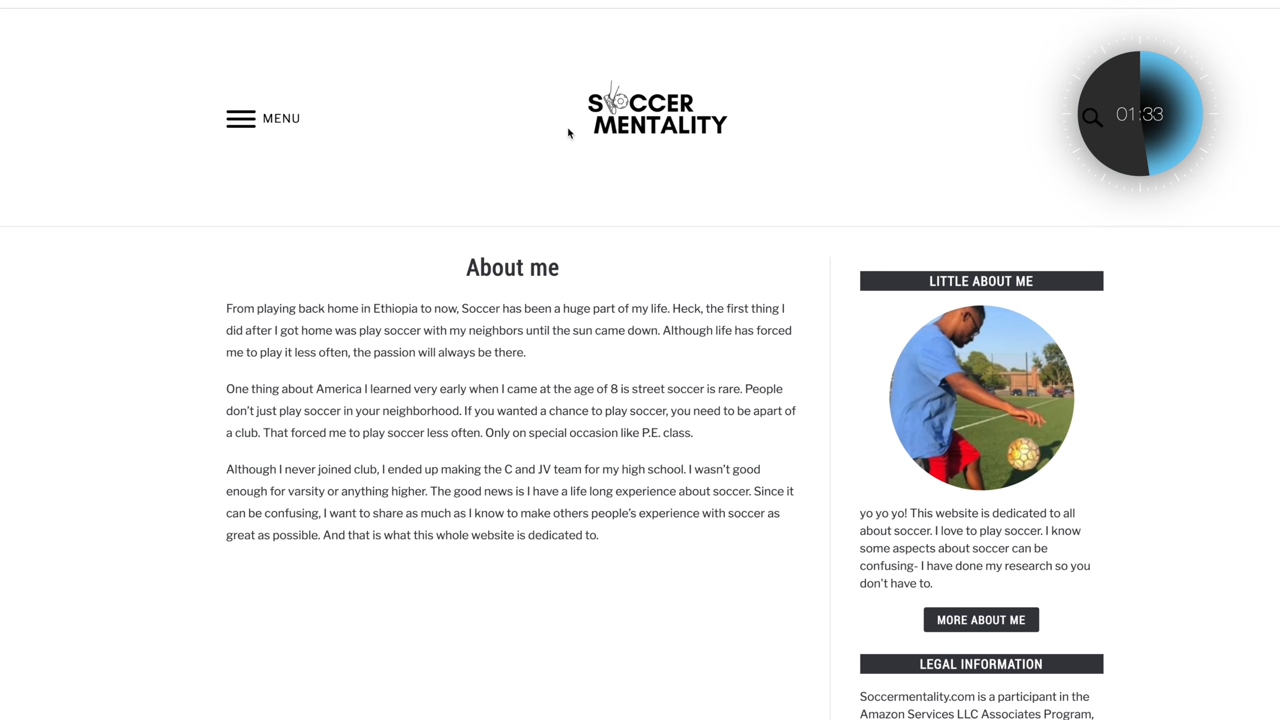 MENU
SOCCER
MENTALITY
01:33
About me
From playing back home in Ethiopia to now, Soccer has been a huge part of my life. Heck, the first thing I
did after I got home was play soccer with my neighbors until the sun came down. Although life has forced
me to play it less often, the passion will always be there.
One thing about America I learned very early when I came at the age of 8 is street soccer is rare. People
don't just play soccer in your neighborhood. If you wanted a chance to play soccer, you need to be apart of
a club. That forced me to play soccer less often. Only on special occasion like P.E. class.
Although I never joined club, I ended up making the C and JV team for my high school. I wasn't good
enough for varsity or anything higher. The good news is I have a life long experience about soccer. Since it
can be confusing, I want to share as much as I know to make others people's experience with soccer as
great as possible. And that is what this whole website is dedicated to.
LITTLE ABOUT ME
yo yo yo! This website is dedicated to all
about soccer. I love to play soccer. I know
some aspects about soccer can be
confusing- I have done my research so you
don't have to.
MORE ABOUT ME
LEGAL INFORMATION
Soccermentality.com is a participant in the
Amazon Services LLC Associates Program,